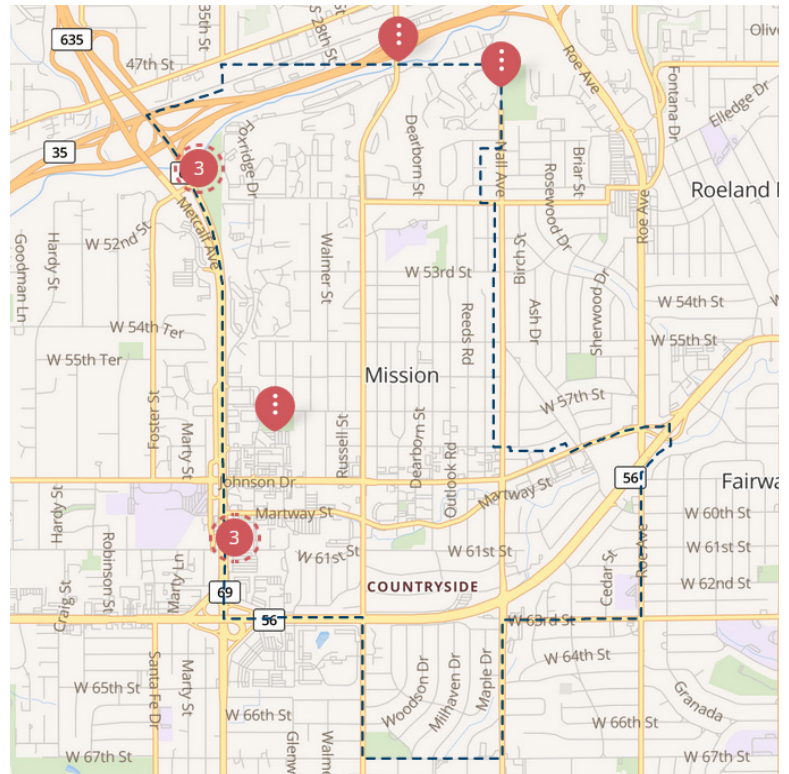 635
35th St
S 28th St
47th St
Roe Ave
Fontana Dr
Elledge Dr
35
3
Foxridge Dr
Dearborn St
Nall Ave
Briar St
Rosewood Dr
Roeland
Metcalf Ave
Roe Ave
W 52nd St
Goodman Ln
Hardy St
Walmer St
W 53rd St
Birch St
W 54th St
W 54th Ter
Reeds Rd
Ash Dr
Sherwood Dr
W 55th St
W 55th Ter
Mission
Foster St
W 57th St
Marty St
Russell St
Dearborn St
Outlook Rd
56
Johnson Dr
Martway St
Fairwa
Hardy St
Martway St
W 60th St
3
Robinson St
W 61st St
W 61st St
W 61st St
Marty Ln
Cedar St
Roe Ave
Craig St
COUNTRYSIDE
W 62nd St
69
56
W 63rd St
Santa Fe Dr
Marty St
Woodson Dr
Milhaven Dr
Maple Dr
W 64th St
W 65th St
Granada
W 66th St
W 66th St
W 67th St
Glenw
Walme
W 67th St